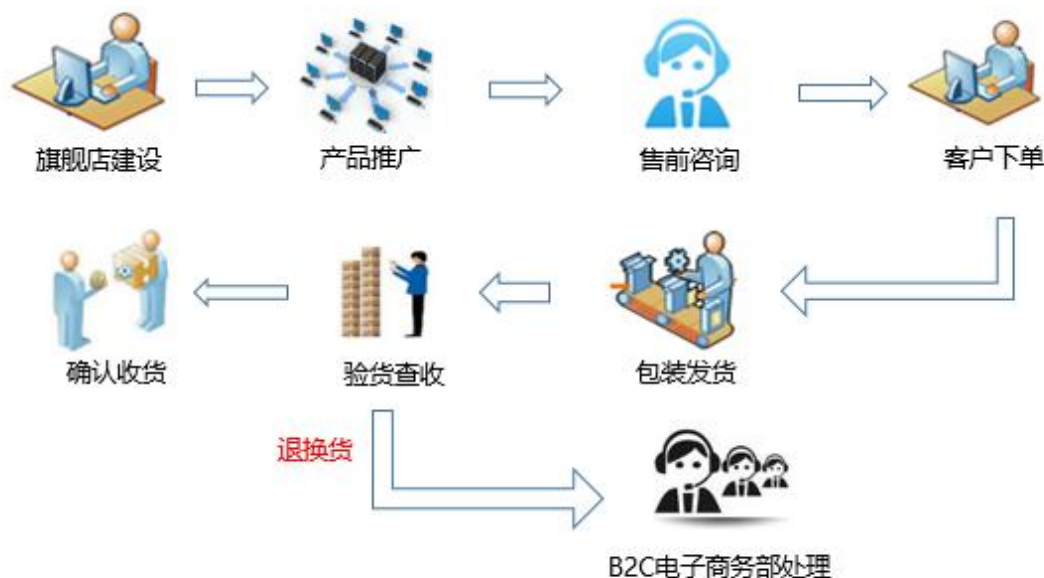 旗舰店建设
产品推广
售前咨询
客户下单
确认收货
验货查收
包装发货
退换货
B2C电子商务部处理